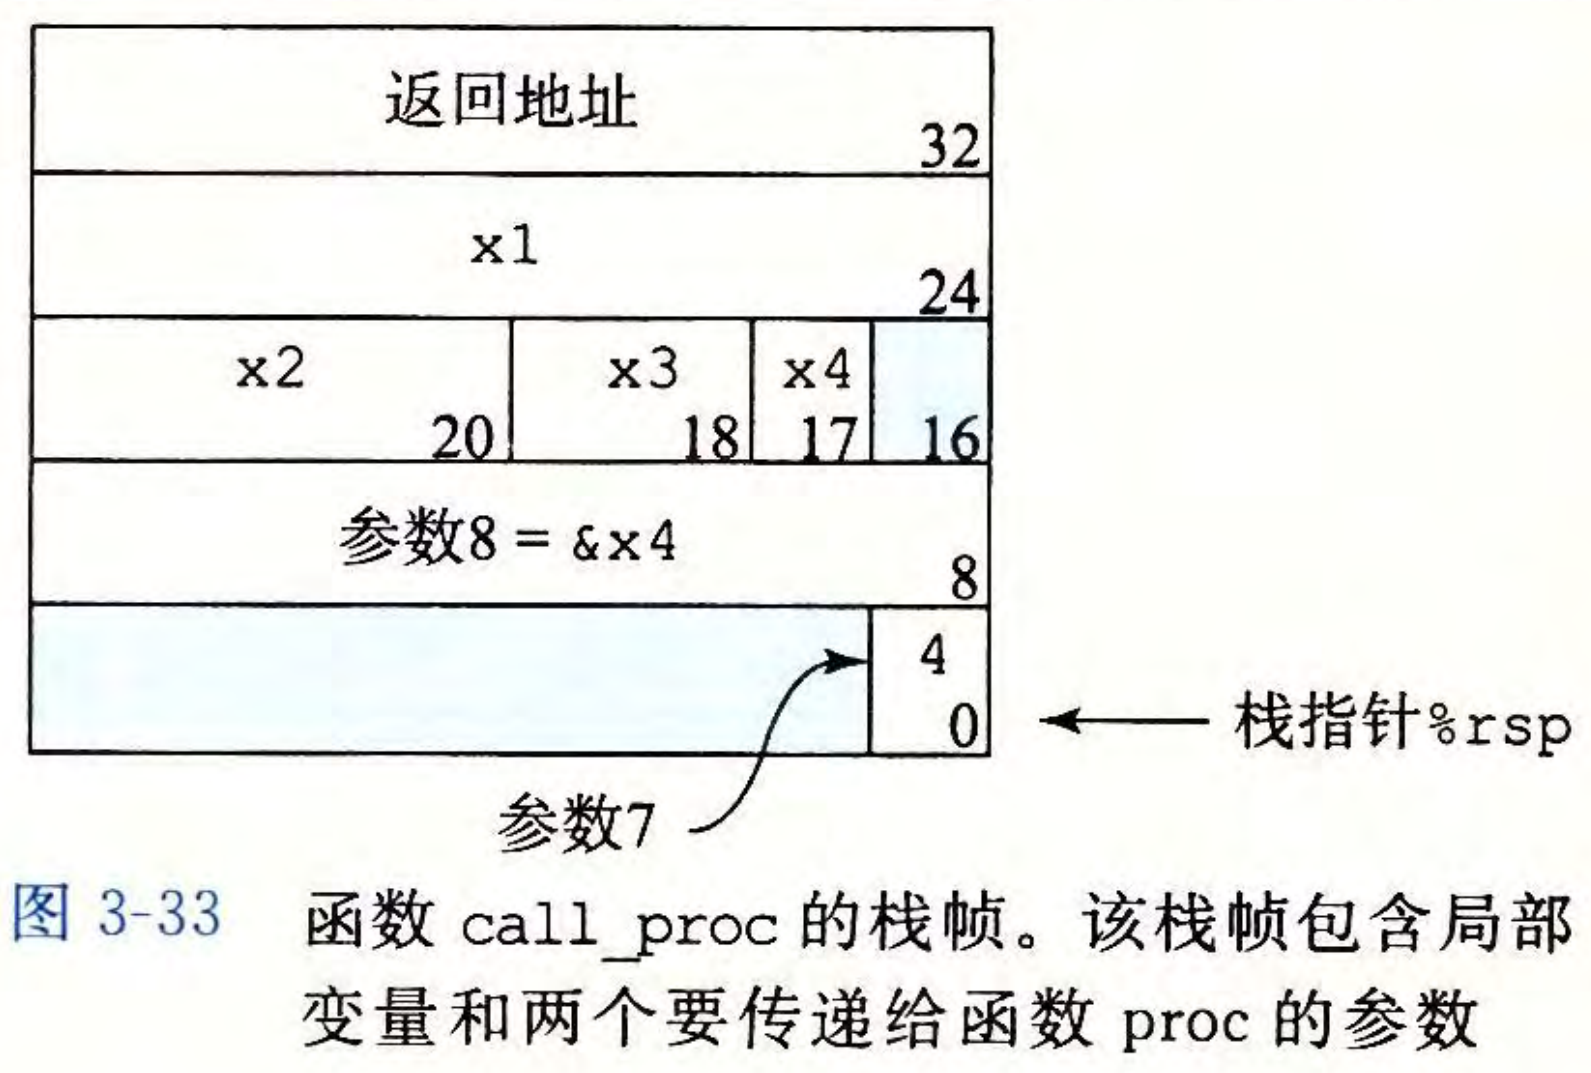 返回地址
32
x1
24
x2 x3 x4
20 18 17 16
参数8 = &x4
8
4
0
栈指针%rsp
参数7
图 3-33 函数 call_proc 的栈帧。该栈帧包含局部
变量和两个要传递给函数 proc 的参数